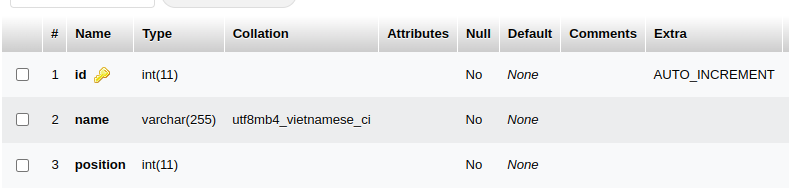 # Name Type Collation Attributes Null Default Comments Extra
1 id int(11) No None AUTO_INCREMENT
2 name varchar(255) utf8mb4_vietnamese_ci No None
3 position int(11) No None